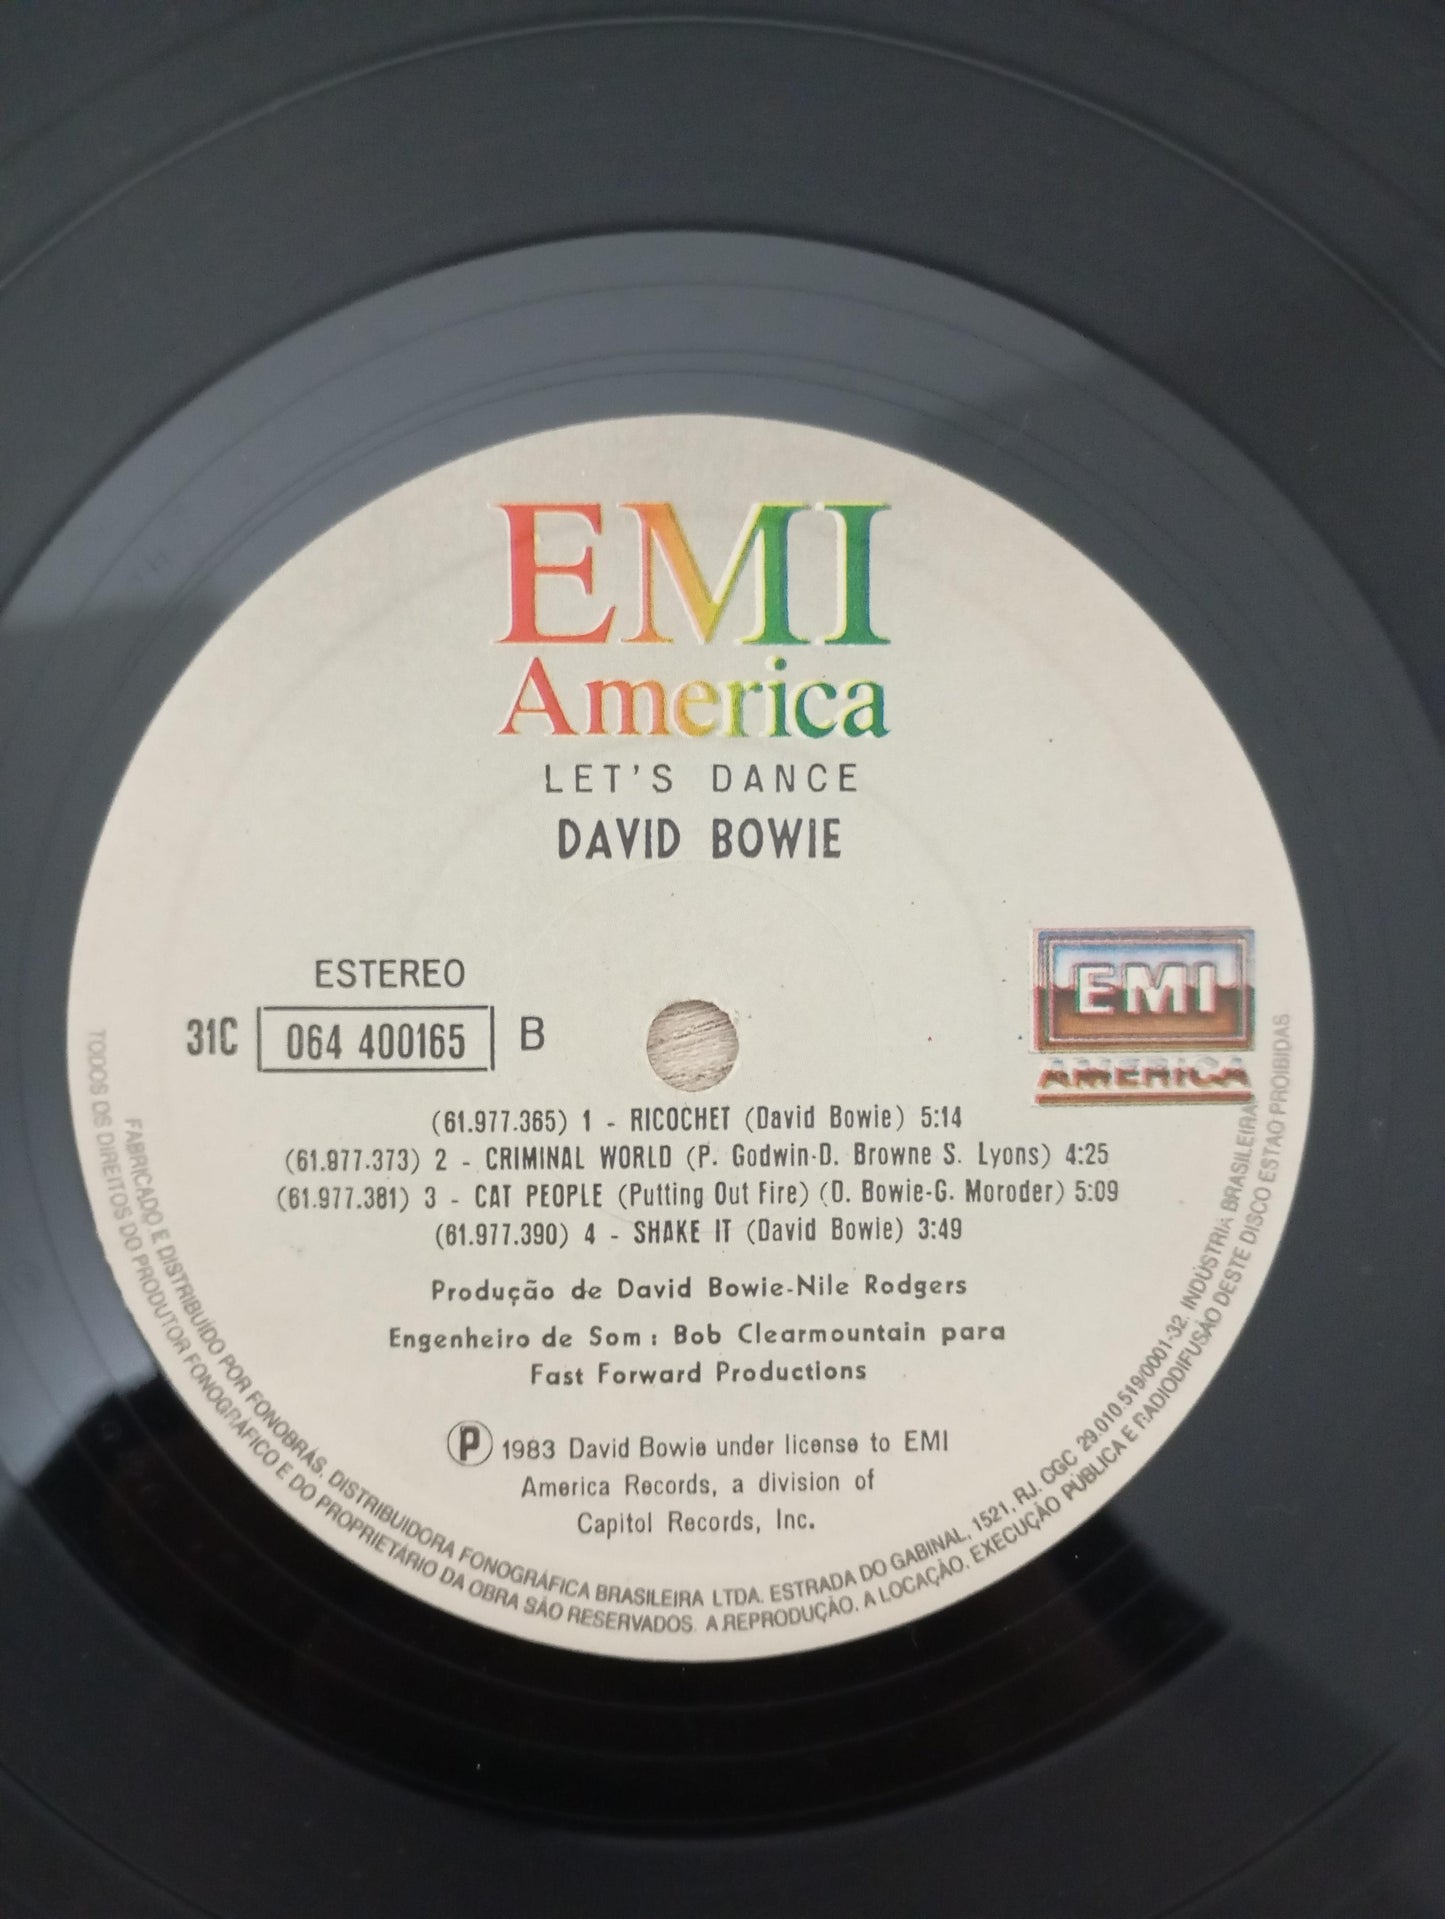 EMI
America
LET'S DANCE
DAVID BOWIE
ESTEREO
31C 064 400165 B
EMI
AMERICA
(61.977.365) 1 - RICOCHET (David Bowie) 5:14
(61.977.373) 2 - CRIMINAL WORLD (P. Godwin-D. Browne S. Lyons) 4:25
(61.977.381) 3 - CAT PEOPLE (Putting Out Fire) (D. Bowie-G. Moroder) 5:09
(61.977.390) 4 - SHAKE IT (David Bowie) 3:49
Produção de David Bowie-Nile Rodgers
Engenheiro de Som: Bob Clearmountain para
Fast Forward Productions
Ⓟ 1983 David Bowie under license to EMI
America Records, a division of
Capitol Records, Inc.
FABRICADO E DISTRIBUÍDO POR FONOBRÁS. DISTRIBUIDORA FONOGRÁFICA BRASILEIRA LTDA. ESTRADA DO GABINAL, 1521, RJ. CGC 29.010.519/0001-32. INDÚSTRIA BRASILEIRA
TODOS OS DIREITOS DO PRODUTOR FONOGRÁFICO E DO PROPRIETÁRIO DA OBRA SÃO RESERVADOS. A REPRODUÇÃO. A LOCAÇÃO. EXECUÇÃO PÚBLICA E RADIODIFUSÃO DESTE DISCO ESTÃO PROIBIDAS